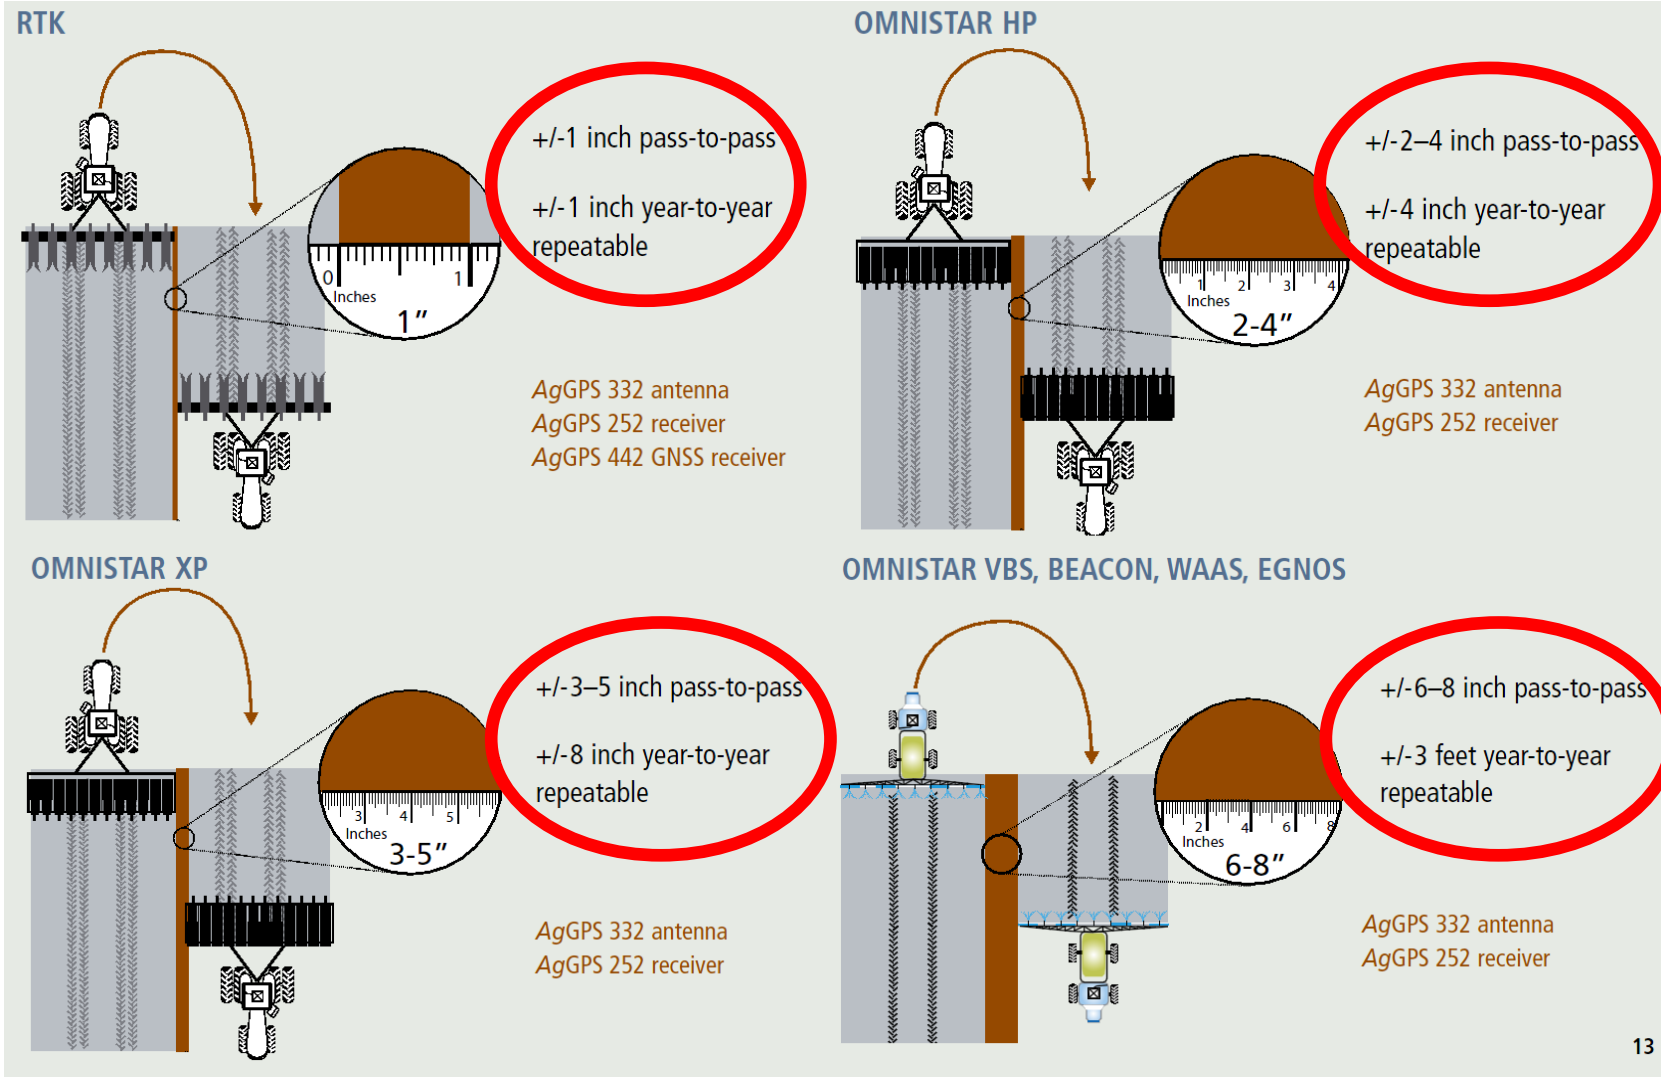 RTK
+/-1 inch pass-to-pass
+/-1 inch year-to-year
repeatable
0 1
Inches
1”
AgGPS 332 antenna
AgGPS 252 receiver
AgGPS 442 GNSS receiver
OMNISTAR HP
+/-2–4 inch pass-to-pass
+/-4 inch year-to-year
repeatable
1 2 3 4
Inches
2-4”
AgGPS 332 antenna
AgGPS 252 receiver
OMNISTAR XP
+/-3–5 inch pass-to-pass
+/-8 inch year-to-year
repeatable
3 4 5
Inches
3-5”
AgGPS 332 antenna
AgGPS 252 receiver
OMNISTAR VBS, BEACON, WAAS, EGNOS
+/-6–8 inch pass-to-pass
+/-3 feet year-to-year
repeatable
2 4 6 8
Inches
6-8”
AgGPS 332 antenna
AgGPS 252 receiver
13